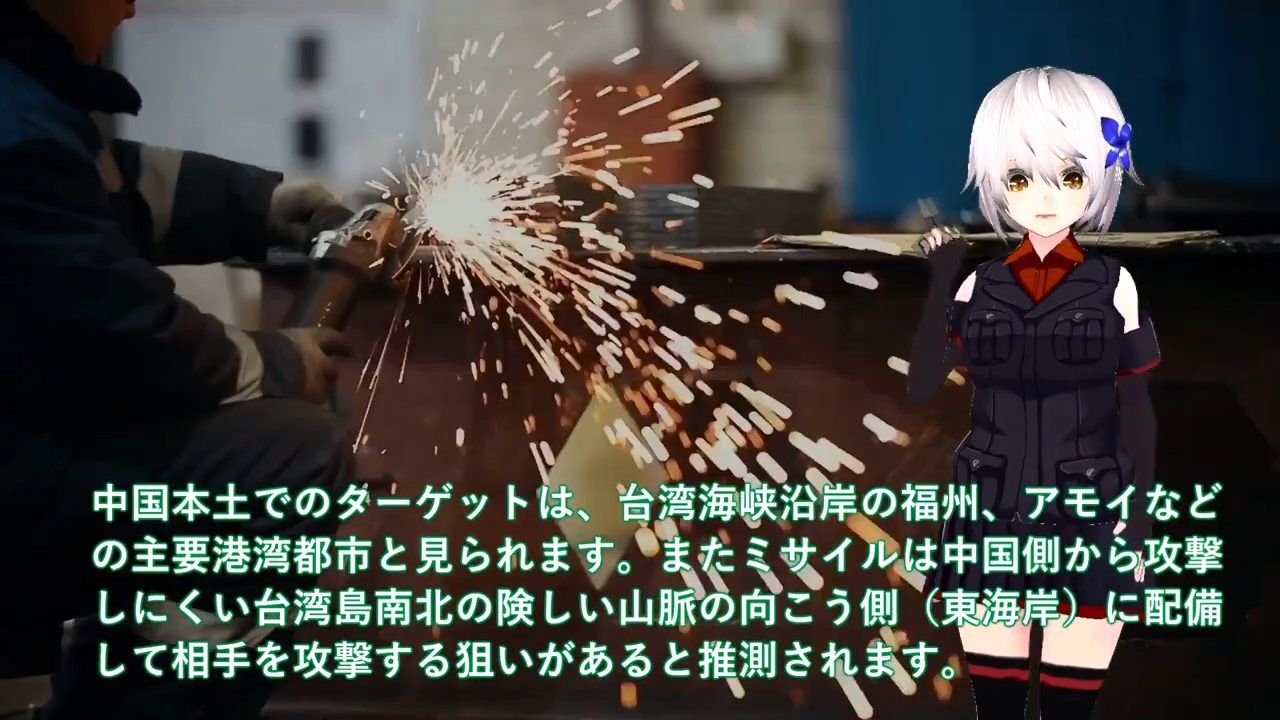 中国本土でのターゲットは、台湾海峡沿岸の福州、アモイなど
の主要港湾都市と見られます。またミサイルは中国側から攻撃
しにくい台湾島南北の険しい山脈の向こう側（東海岸）に配備
して相手を攻撃する狙いがあると推測されます。